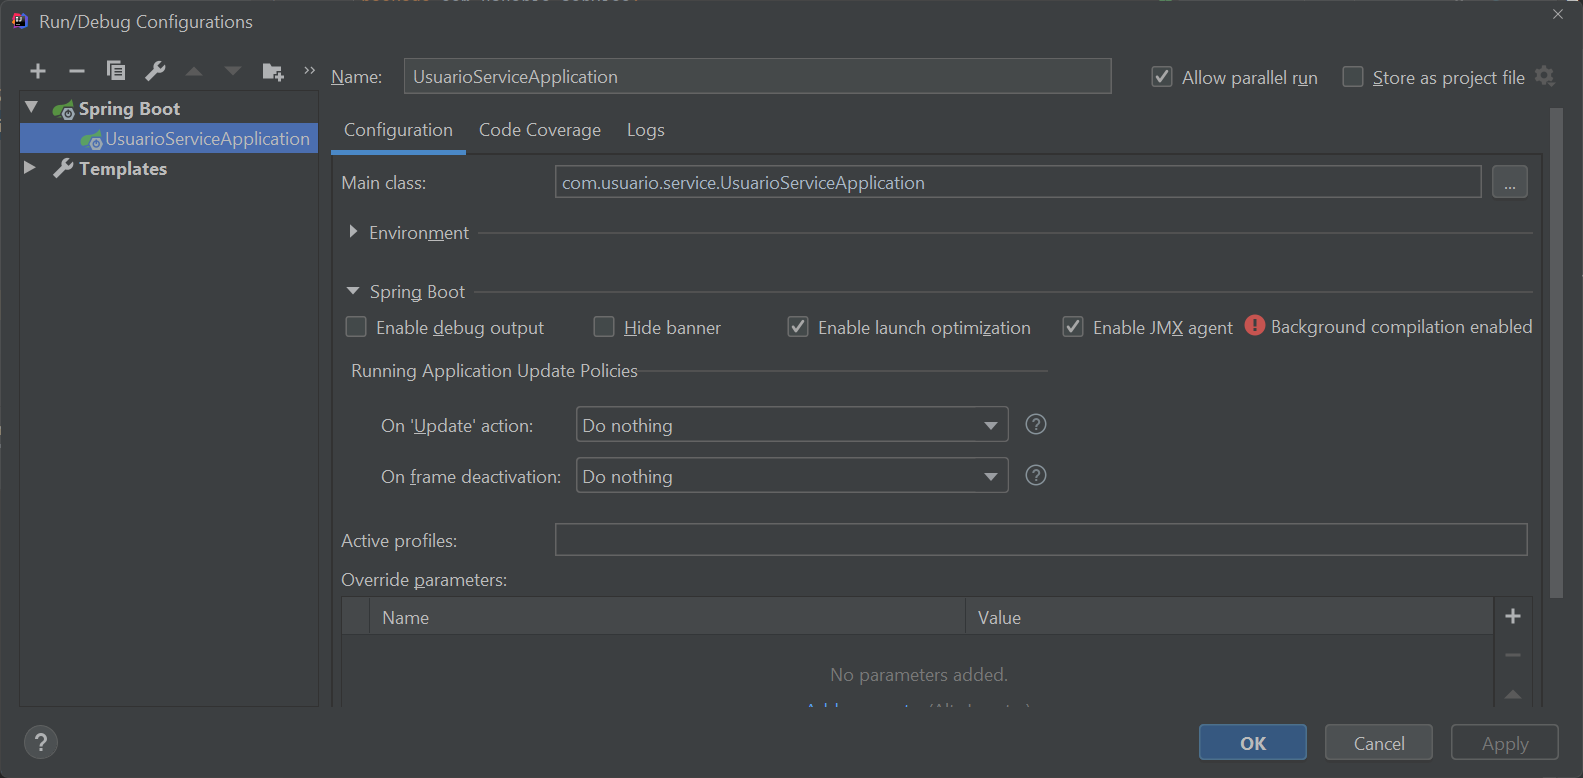 Run/Debug Configurations
Name: UsuarioServiceApplication Allow parallel run Store as project file
Spring Boot
UsuarioServiceApplication
Templates
Configuration Code Coverage Logs
Main class: com.usuario.service.UsuarioServiceApplication ...
Environment
Spring Boot
Enable debug output Hide banner Enable launch optimization Enable JMX agent Background compilation enabled
Running Application Update Policies
On 'Update' action: Do nothing ?
On frame deactivation: Do nothing ?
Active profiles:
Override parameters:
Name Value
No parameters added.
? OK Cancel Apply